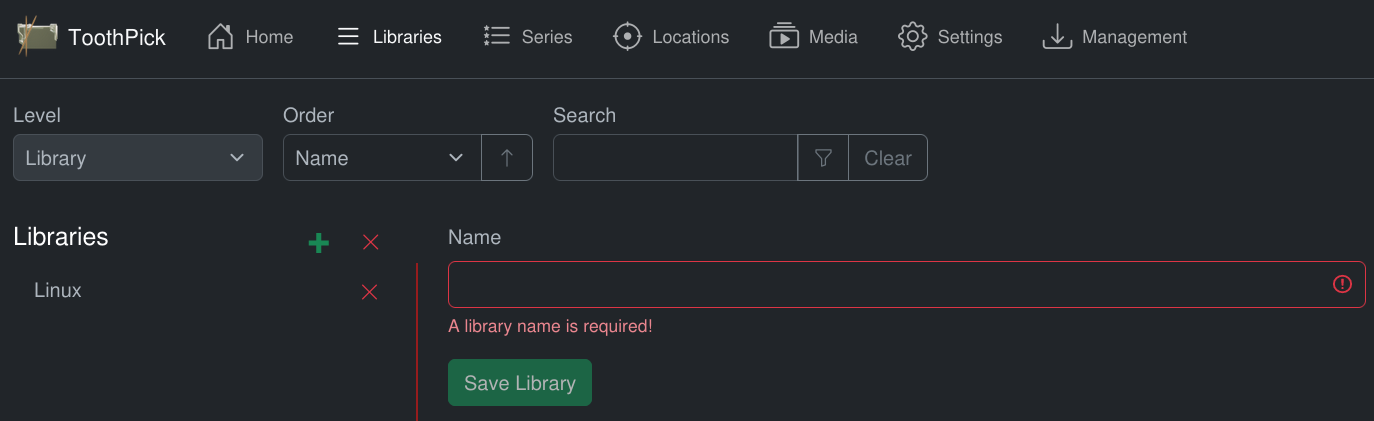 ToothPick Home Libraries Series Locations Media Settings Management
Level Order Search
Library Name Clear
Libraries
Name
Linux
A library name is required!
Save Library